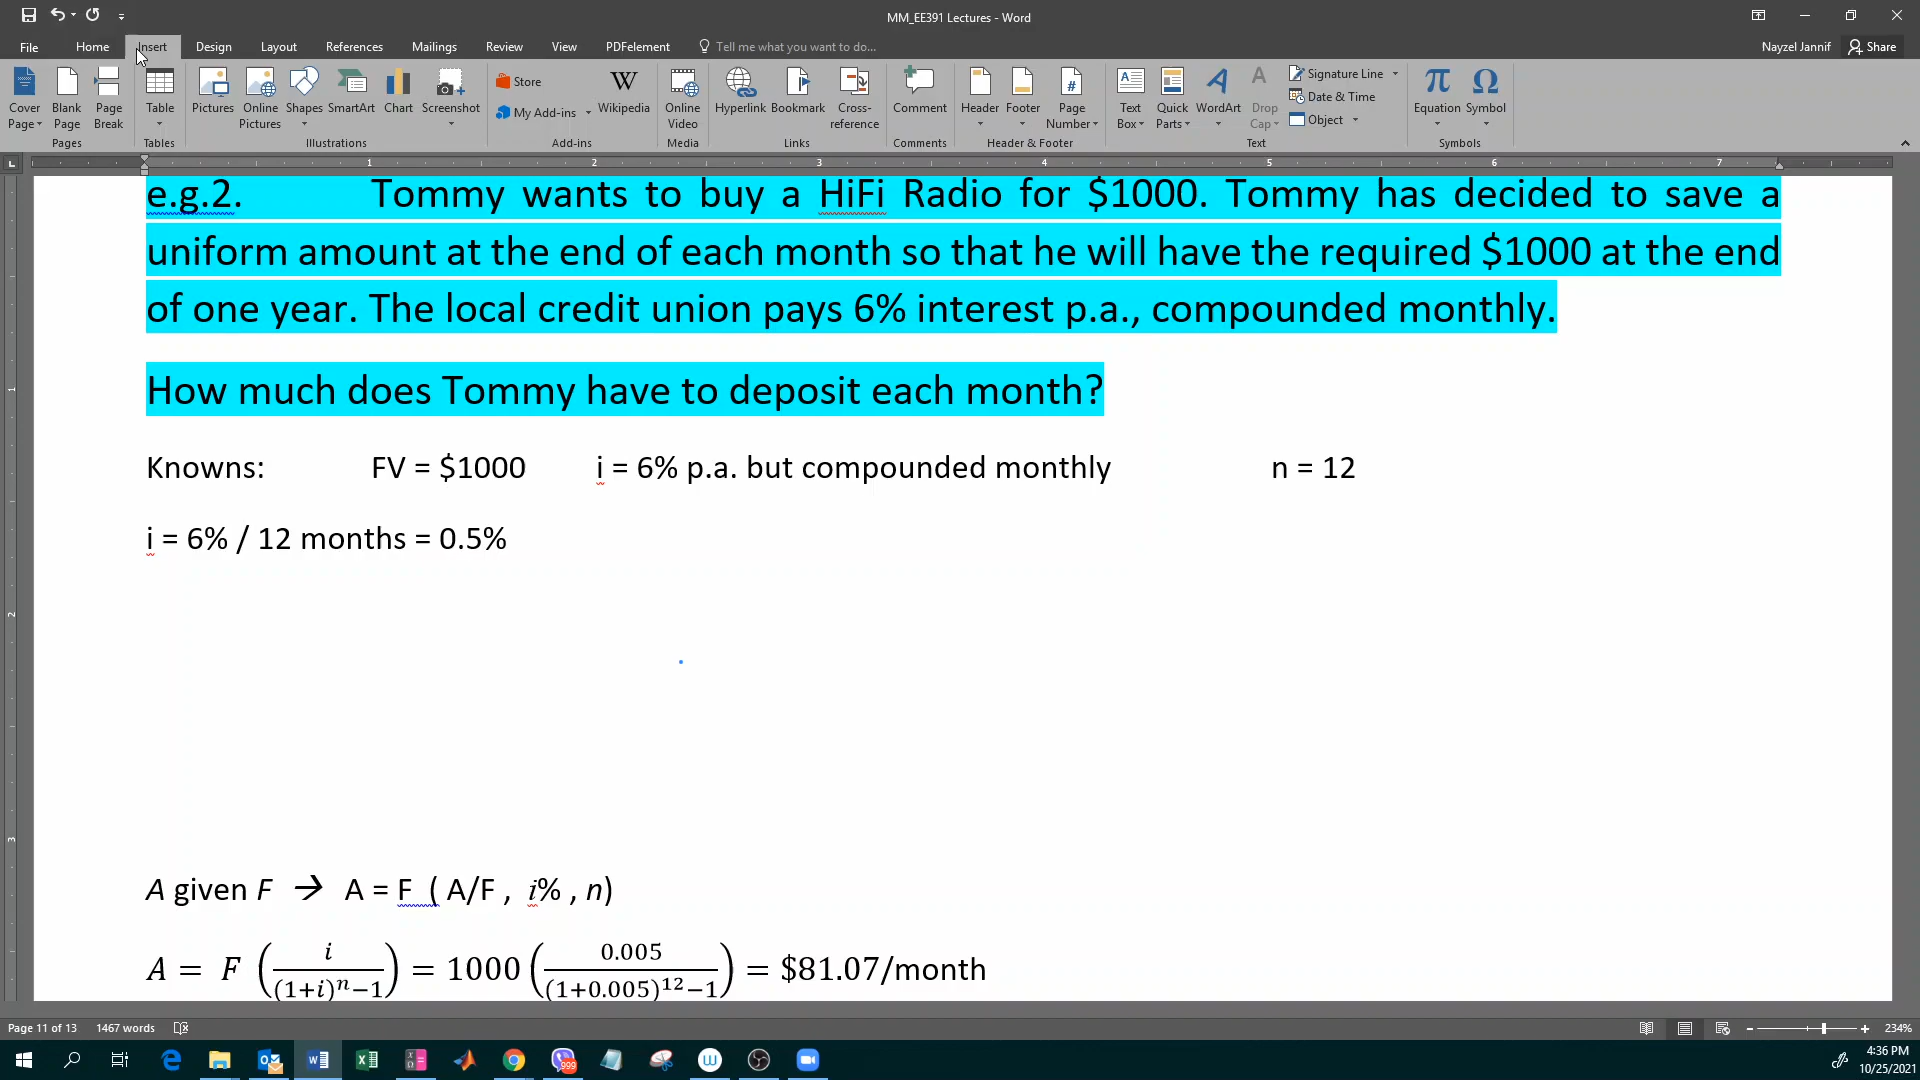 MM_EE391 Lectures - Word
File Home Insert Design Layout References Mailings Review View PDFelement Tell me what you want to do... Nayzel Jannif Share
Cover Page Blank Page Page Break Table Pictures Online Pictures Shapes SmartArt Chart Screenshot Store My Add-ins Wikipedia Online Video Hyperlink Bookmark Cross-reference Comment Header Footer Page Number Text Box Quick Parts WordArt Drop Cap Signature Line Date & Time Object Equation Symbol
Pages Tables Illustrations Add-ins Media Links Comments Header & Footer Text Symbols
1 2 3 4 5 6 7
e.g.2. Tommy wants to buy a HiFi Radio for $1000. Tommy has decided to save a
uniform amount at the end of each month so that he will have the required $1000 at the end
of one year. The local credit union pays 6% interest p.a., compounded monthly.
How much does Tommy have to deposit each month?
Knowns: FV = $1000 i = 6% p.a. but compounded monthly n = 12
i = 6% / 12 months = 0.5%
A given F → A = F ( A/F , i% , n)
A = F (i/((1+i)^n−1)) = 1000 (0.005/((1+0.005)^12−1)) = $81.07/month
Page 11 of 13 1467 words 234%
999
4:36 PM
10/25/2021